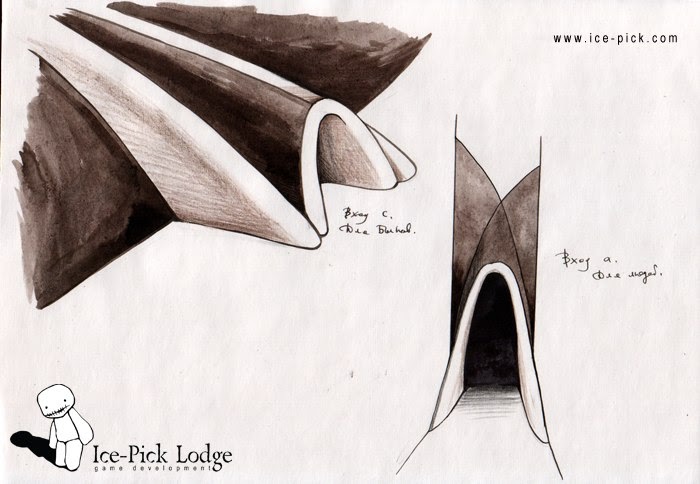 www.ice-pick.com
Вход с.
Для Быков.
Вход а.
Для людей.
Ice-Pick Lodge
game development